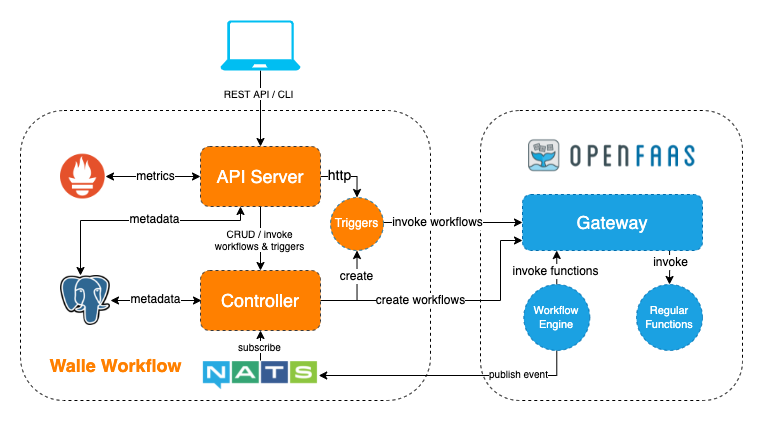 REST API / CLI
OPENFAAS
metrics
API Server
http
metadata
Triggers
invoke workflows
Gateway
CRUD / invoke
workflows & triggers
create
invoke functions
invoke
metadata
Controller
create workflows
Workflow
Engine
Regular
Functions
subscribe
Walle Workflow
NATS
publish event